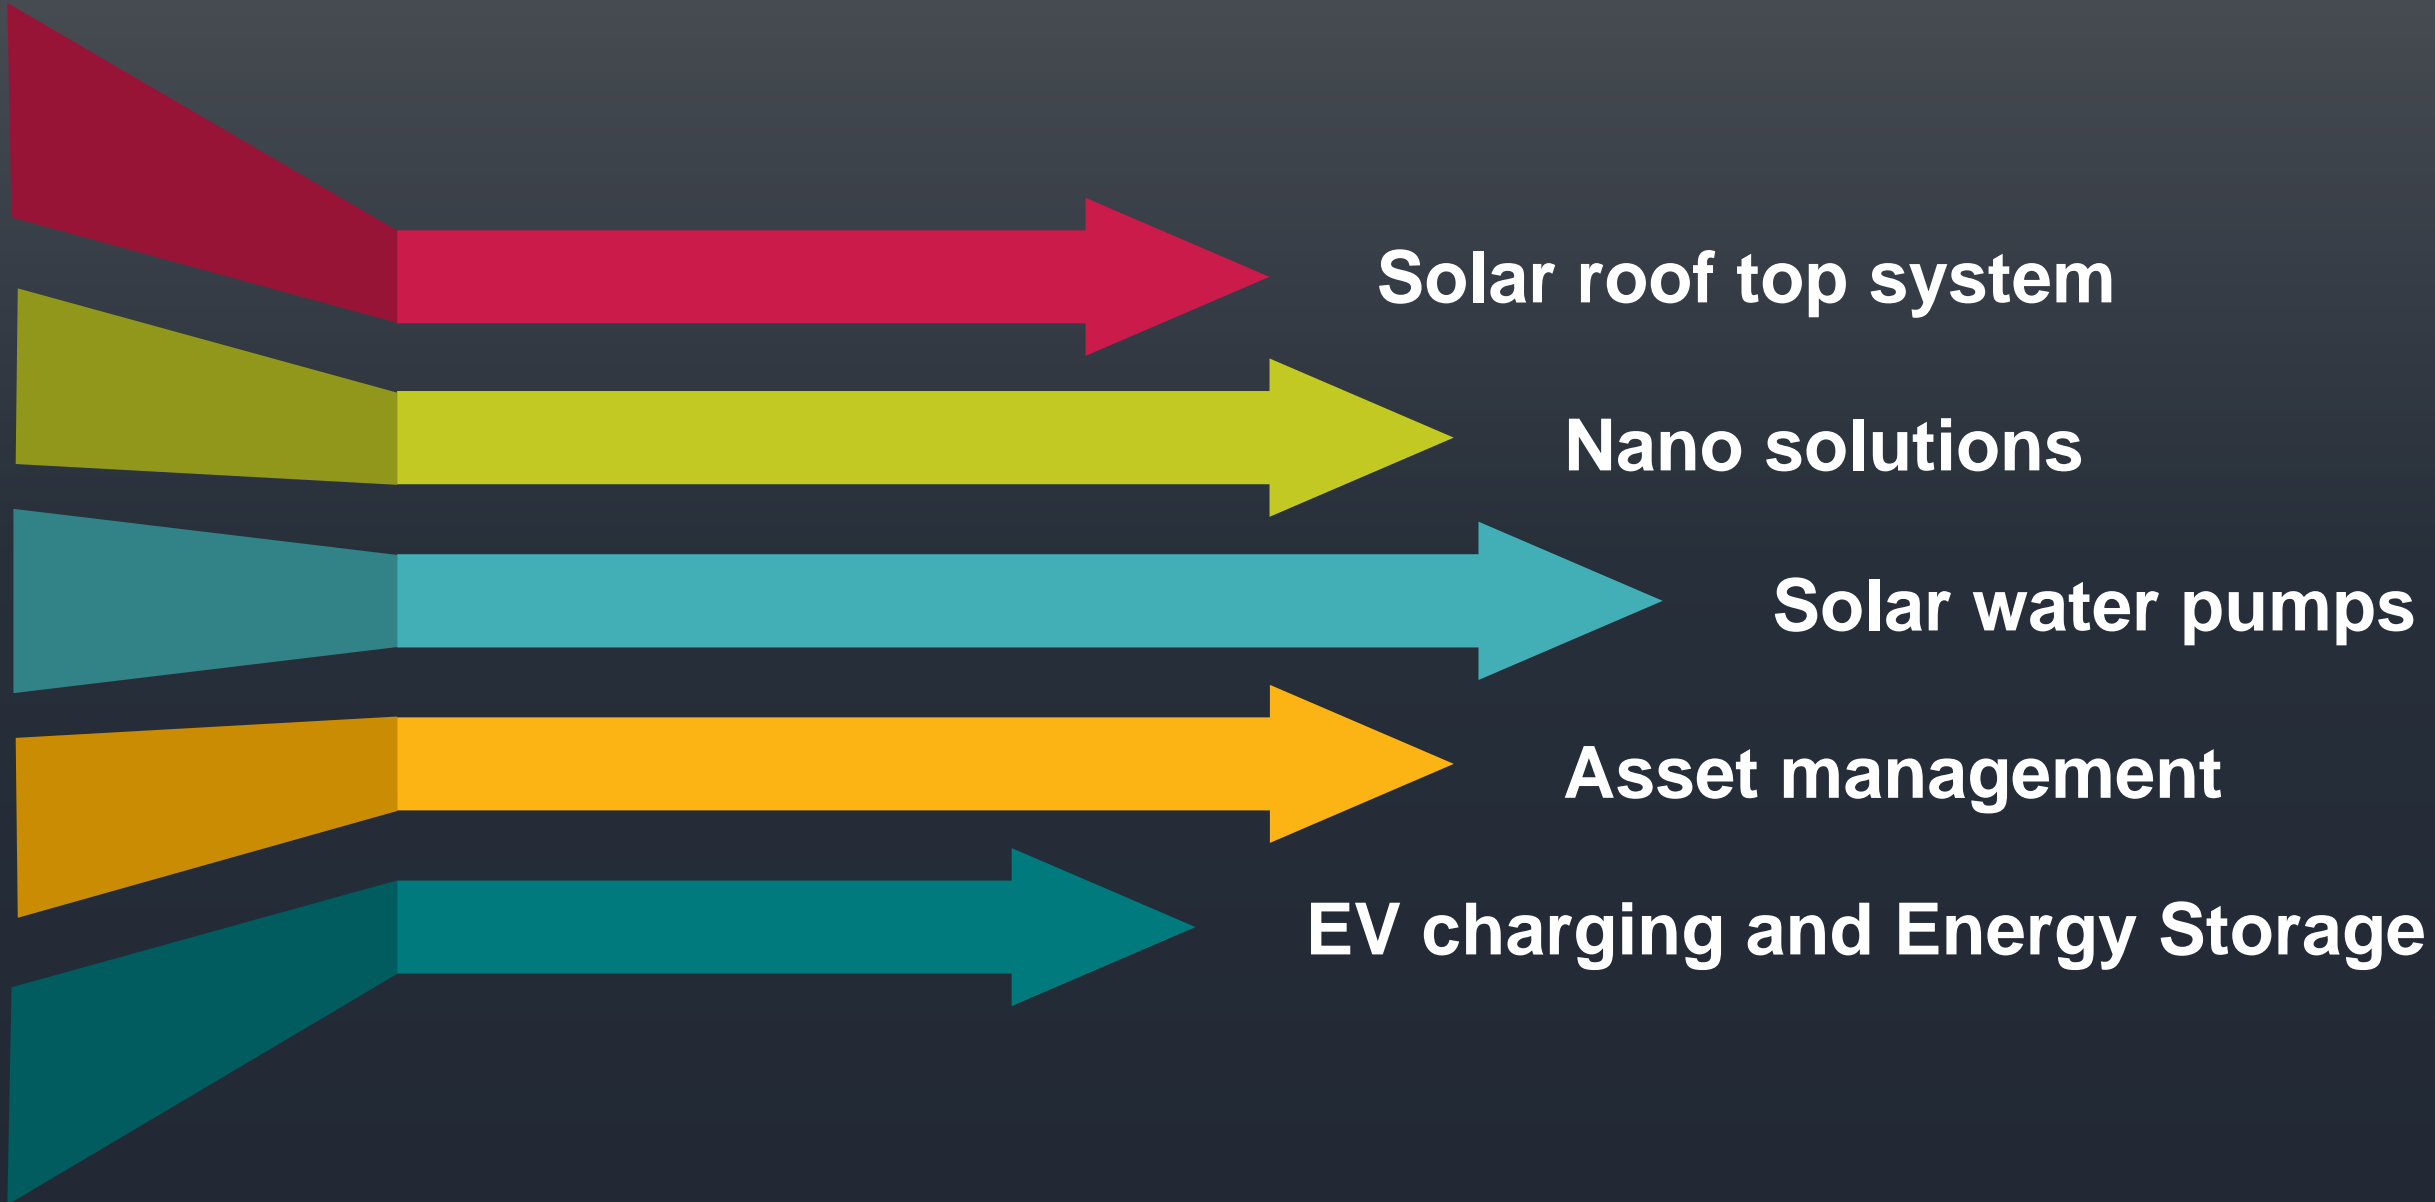 Solar roof top system
Nano solutions
Solar water pumps
Asset management
EV charging and Energy Storage